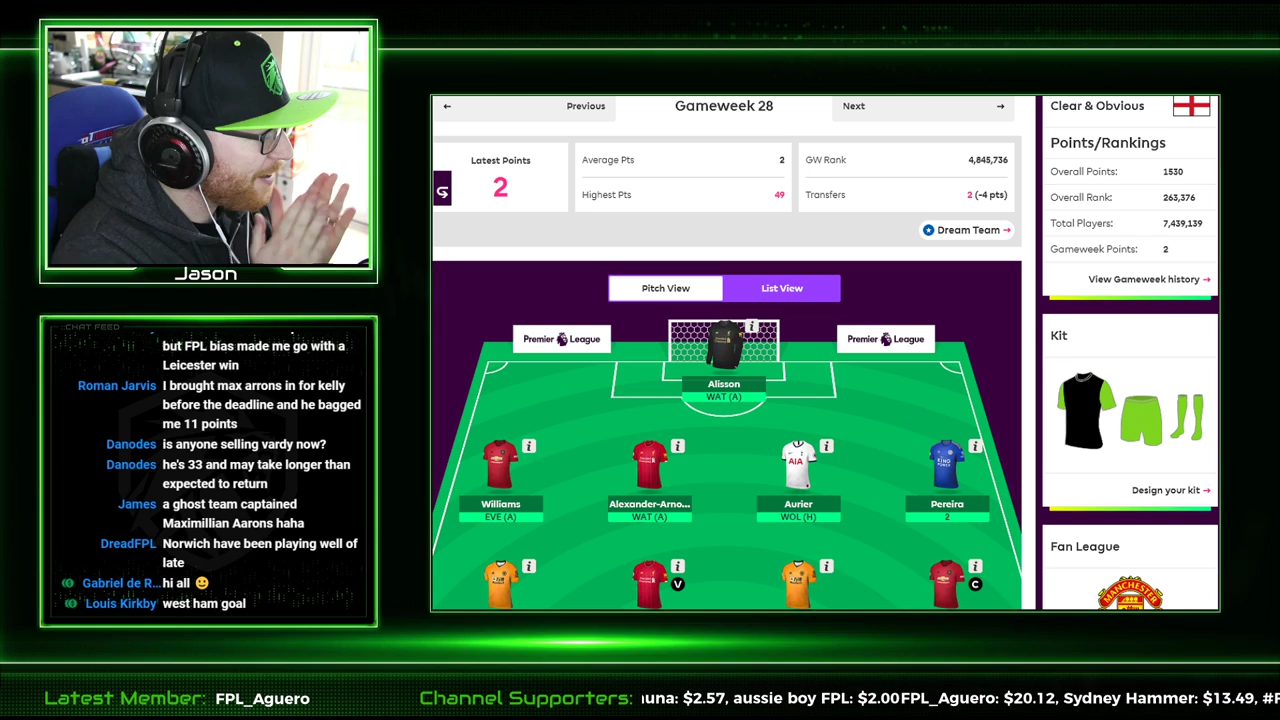 Jason
CHAT FEED
but FPL bias made me go with a
Leicester win
Roman Jarvis I brought max arrons in for kelly
before the deadline and he bagged
me 11 points
Danodes is anyone selling vardy now?
Danodes he's 33 and may take longer than
expected to return
James a ghost team captained
Maximillian Aarons haha
DreadFPL Norwich have been playing well of
late
Gabriel de R... hi all
Louis Kirkby west ham goal
← Previous
Gameweek 28
Next →
Latest Points
2
Average Pts 2
Highest Pts 49
GW Rank 4,845,736
Transfers 2 (-4 pts)
Dream Team →
Pitch View
List View
Premier League
Premier League
Alisson
WAT (A)
AIA
KING POWER
Williams
EVE (A)
Alexander-Arno...
WAT (A)
Aurier
WOL (H)
Pereira
2
V
C
Clear & Obvious
Points/Rankings
Overall Points: 1530
Overall Rank: 263,376
Total Players: 7,439,139
Gameweek Points: 2
View Gameweek history →
Kit
Design your kit →
Fan League
MANCHESTER
Latest Member: FPL_Aguero
Channel Supporters: una: $2.57, aussie boy FPL: $2.00FPL_Aguero: $20.12, Sydney Hammer: $13.49, #F